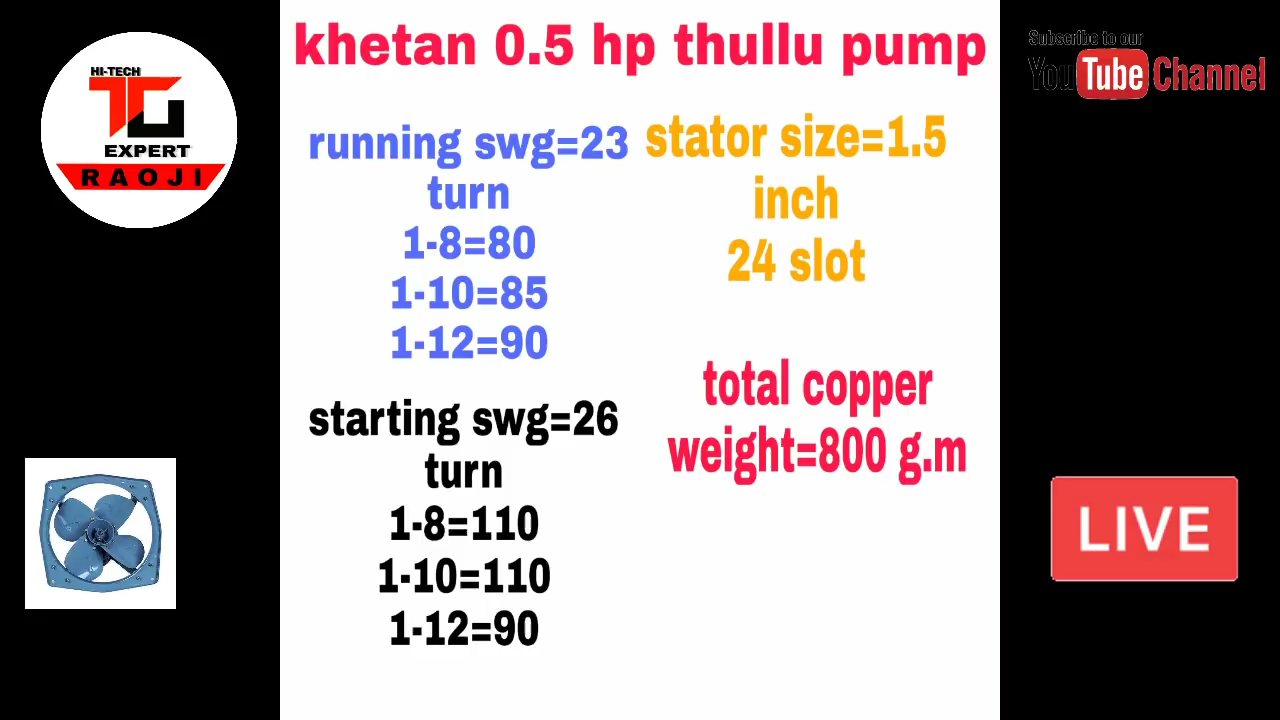 khetan 0.5 hp thullu pump
HI-TECH
TG
EXPERT
RAOJI
Subscribe to our
YouTube Channel
running swg=23
turn
1-8=80
1-10=85
1-12=90
stator size=1.5
inch
24 slot
starting swg=26
turn
1-8=110
1-10=110
1-12=90
total copper
weight=800 g.m
LIVE